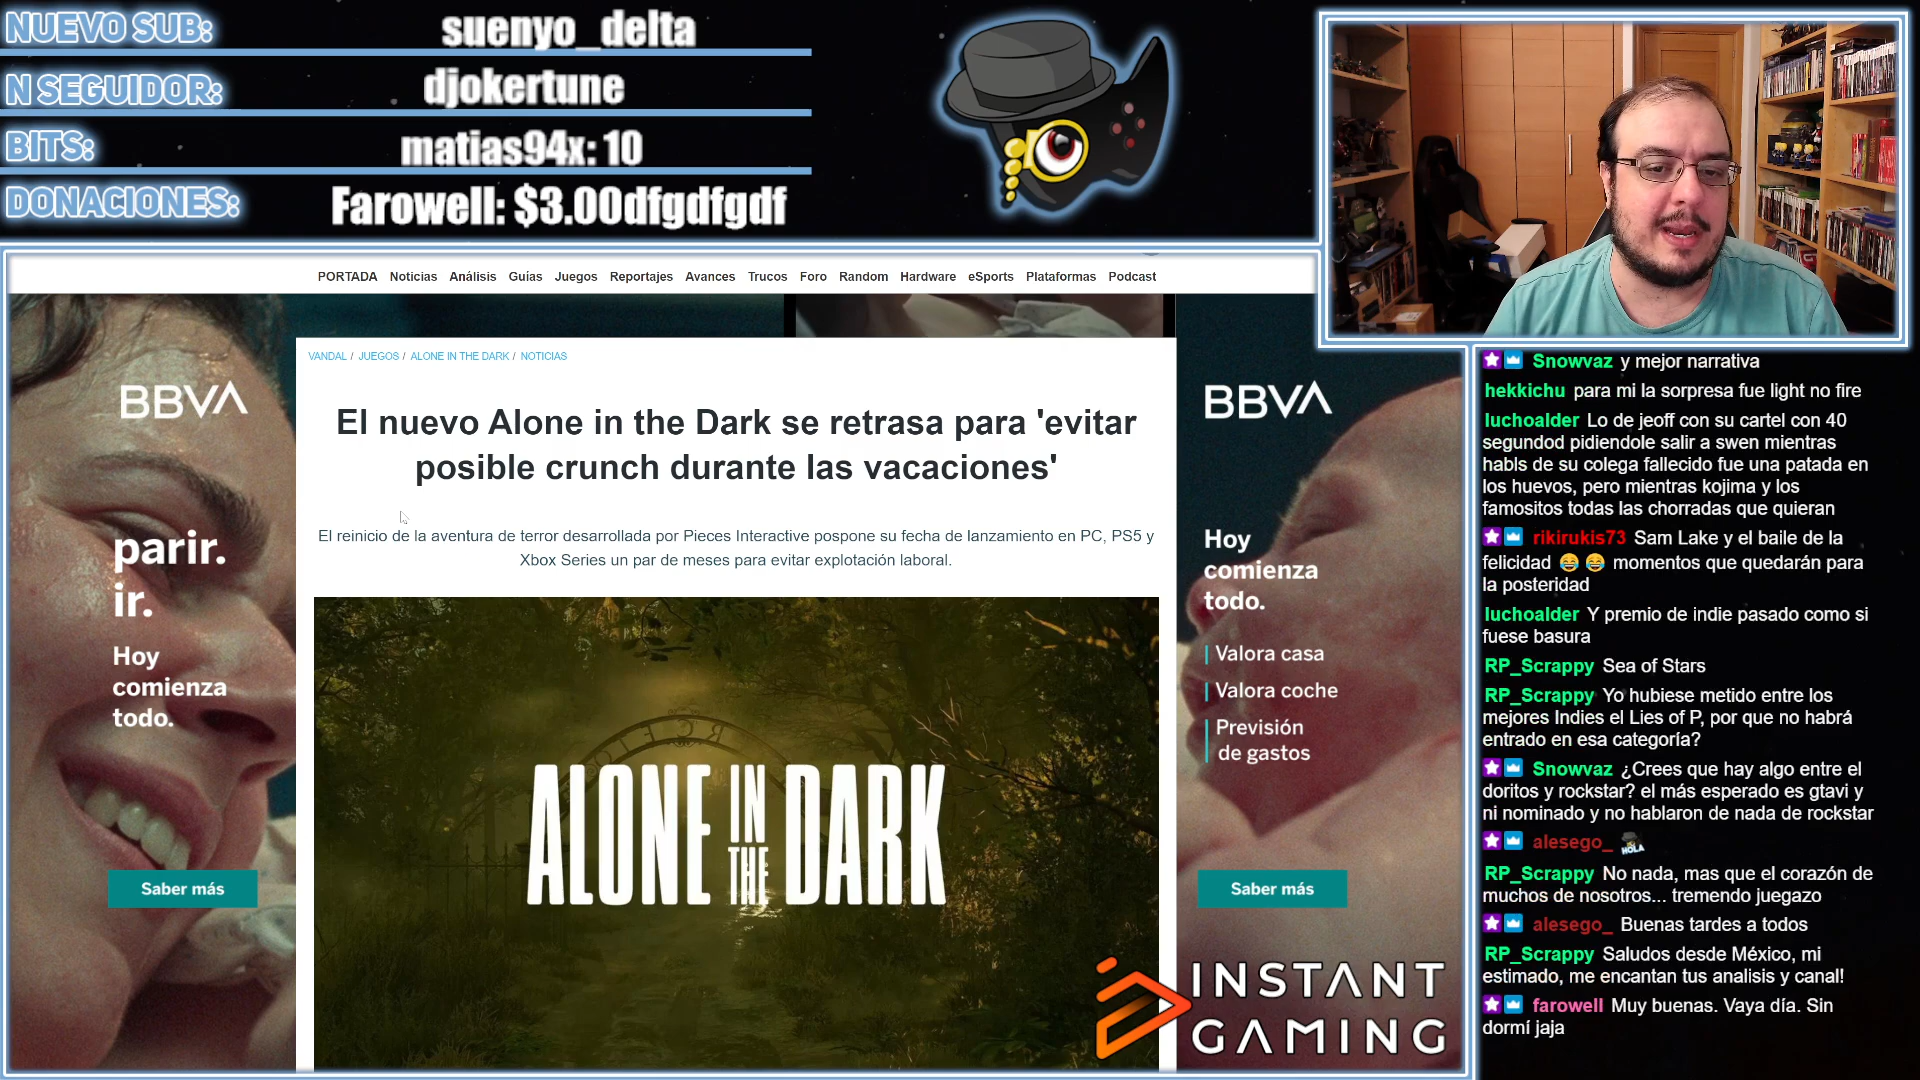 NUEVO SUB:
suenyo_delta
N SEGUIDOR:
djokertune
BITS:
matias94x: 10
DONACIONES:
Farowell: $3.00dfgdfgdf
PORTADA Noticias Análisis Guías Juegos Reportajes Avances Trucos Foro Random Hardware eSports Plataformas Podcast
VANDAL / JUEGOS / ALONE IN THE DARK / NOTICIAS
El nuevo Alone in the Dark se retrasa para 'evitar
posible crunch durante las vacaciones'
El reinicio de la aventura de terror desarrollada por Pieces Interactive pospone su fecha de lanzamiento en PC, PS5 y
Xbox Series un par de meses para evitar explotación laboral.
ALONE IN THE DARK
BBVA
parir.
ir.
Hoy
comienza
todo.
Saber más
BBVA
Hoy
comienza
todo.
Valora casa
Valora coche
Previsión
de gastos
Saber más
INSTANT
GAMING
Snowvaz y mejor narrativa
hekkichu para mi la sorpresa fue light no fire
luchoalder Lo de jeoff con su cartel con 40
segundod pidiendole salir a swen mientras
habls de su colega fallecido fue una patada en
los huevos, pero mientras kojima y los
famositos todas las chorradas que quieran
rikirukis73 Sam Lake y el baile de la
felicidad 😂 😂 momentos que quedarán para
la posteridad
luchoalder Y premio de indie pasado como si
fuese basura
RP_Scrappy Sea of Stars
RP_Scrappy Yo hubiese metido entre los
mejores Indies el Lies of P, por que no habrá
entrado en esa categoría?
Snowvaz ¿Crees que hay algo entre el
doritos y rockstar? el más esperado es gtavi y
ni nominado y no hablaron de nada de rockstar
alesego_ HOLA
RP_Scrappy No nada, mas que el corazón de
muchos de nosotros... tremendo juegazo
alesego_ Buenas tardes a todos
RP_Scrappy Saludos desde México, mi
estimado, me encantan tus analisis y canal!
farowell Muy buenas. Vaya día. Sin
dormí jaja